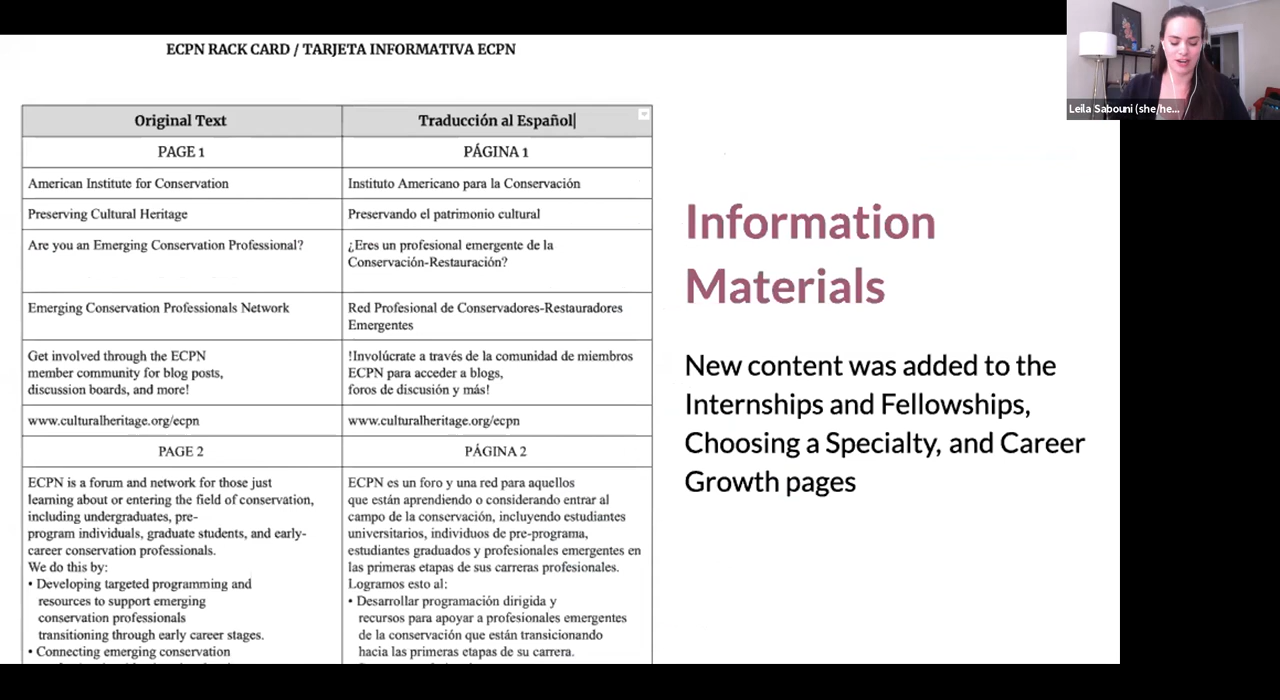 ECPN RACK CARD / TARJETA INFORMATIVA ECPN
Original Text
Traducción al Español
PAGE 1
PÁGINA 1
American Institute for Conservation
Instituto Americano para la Conservación
Preserving Cultural Heritage
Preservando el patrimonio cultural
Are you an Emerging Conservation Professional?
¿Eres un profesional emergente de la
Conservación-Restauración?
Emerging Conservation Professionals Network
Red Profesional de Conservadores-Restauradores
Emergentes
Get involved through the ECPN
member community for blog posts,
discussion boards, and more!
!Involúcrate a través de la comunidad de miembros
ECPN para acceder a blogs,
foros de discusión y más!
www.culturalheritage.org/ecpn
www.culturalheritage.org/ecpn
PAGE 2
PÁGINA 2
ECPN is a forum and network for those just
learning about or entering the field of conservation,
including undergraduates, pre-
program individuals, graduate students, and early-
career conservation professionals.
We do this by:
• Developing targeted programming and
resources to support emerging
conservation professionals
transitioning through early career stages.
• Connecting emerging conservation
ECPN es un foro y una red para aquellos
que están aprendiendo o considerando entrar al
campo de la conservación, incluyendo estudiantes
universitarios, individuos de pre-programa,
estudiantes graduados y profesionales emergentes en
las primeras etapas de sus carreras profesionales.
Logramos esto al:
• Desarrollar programación dirigida y
recursos para apoyar a profesionales emergentes
de la conservación que están transicionando
hacia las primeras etapas de su carrera.
Information
Materials
New content was added to the
Internships and Fellowships,
Choosing a Specialty, and Career
Growth pages
Leila Sabouni (she/he...